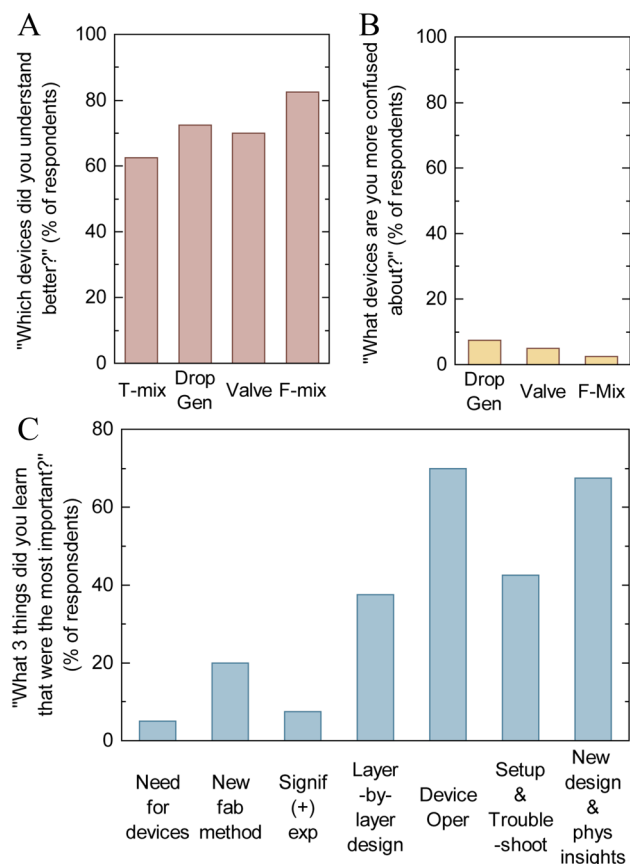 A
"Which devices did you understand
better?" (% of respondents)
100
80
60
40
20
0
T-mix
Drop
Gen
Valve
F-mix
B
"What devices are you more confused
about?" (% of respondents)
100
80
60
40
20
0
Drop
Gen
Valve
F-Mix
C
"What 3 things did you learn
that were the most important?"
(% of responsdents)
80
60
40
20
0
Need
for
devices
New
fab
method
Signif
(+)
exp
Layer
-by-
layer
design
Device
Oper
Setup
&
Trouble
-shoot
New
design
&
phys
insights